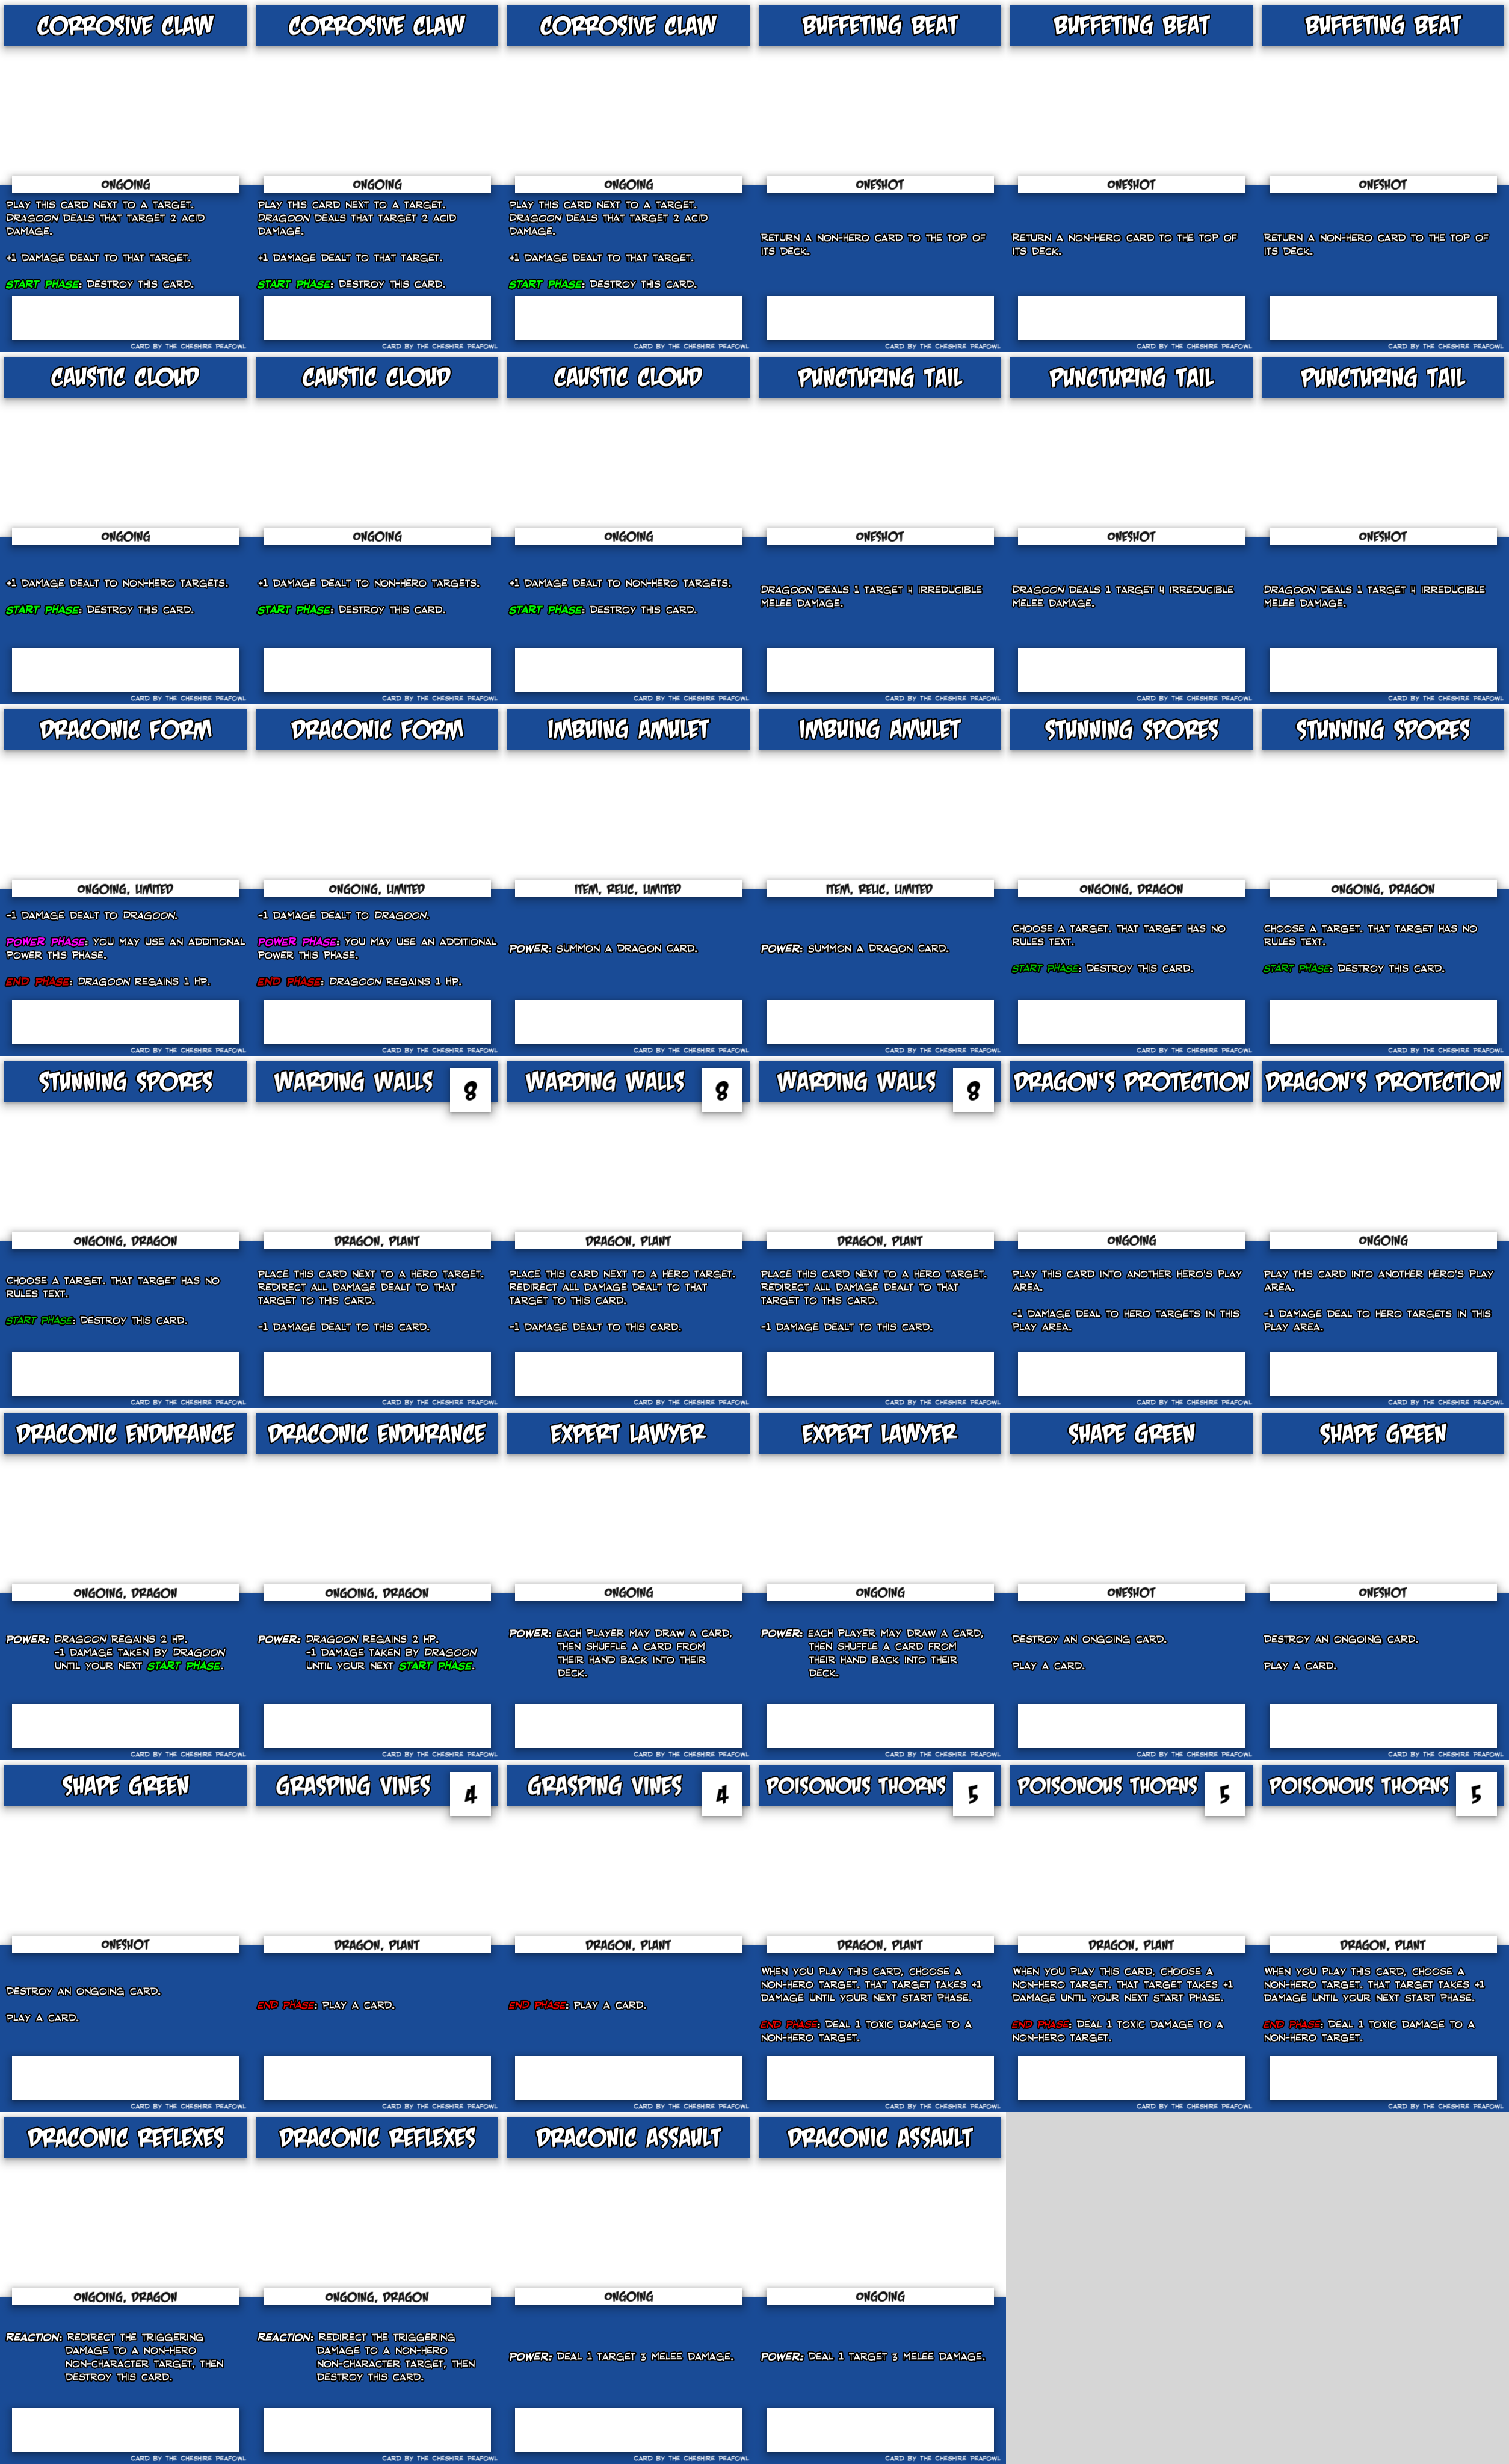 CORROSIVE CLAW
ONGOING
PLAY THIS CARD NEXT TO A TARGET.
DRAGOON DEALS THAT TARGET 2 ACID
DAMAGE.
+1 DAMAGE DEALT TO THAT TARGET.
START PHASE: DESTROY THIS CARD.
CARD BY THE CHESHIRE PEAFOWL
CORROSIVE CLAW
ONGOING
PLAY THIS CARD NEXT TO A TARGET.
DRAGOON DEALS THAT TARGET 2 ACID
DAMAGE.
+1 DAMAGE DEALT TO THAT TARGET.
START PHASE: DESTROY THIS CARD.
CARD BY THE CHESHIRE PEAFOWL
CORROSIVE CLAW
ONGOING
PLAY THIS CARD NEXT TO A TARGET.
DRAGOON DEALS THAT TARGET 2 ACID
DAMAGE.
+1 DAMAGE DEALT TO THAT TARGET.
START PHASE: DESTROY THIS CARD.
CARD BY THE CHESHIRE PEAFOWL
BUFFETING BEAT
ONESHOT
RETURN A NON-HERO CARD TO THE TOP OF
ITS DECK.
CARD BY THE CHESHIRE PEAFOWL
BUFFETING BEAT
ONESHOT
RETURN A NON-HERO CARD TO THE TOP OF
ITS DECK.
CARD BY THE CHESHIRE PEAFOWL
BUFFETING BEAT
ONESHOT
RETURN A NON-HERO CARD TO THE TOP OF
ITS DECK.
CARD BY THE CHESHIRE PEAFOWL
CAUSTIC CLOUD
ONGOING
+1 DAMAGE DEALT TO NON-HERO TARGETS.
START PHASE: DESTROY THIS CARD.
CARD BY THE CHESHIRE PEAFOWL
CAUSTIC CLOUD
ONGOING
+1 DAMAGE DEALT TO NON-HERO TARGETS.
START PHASE: DESTROY THIS CARD.
CARD BY THE CHESHIRE PEAFOWL
CAUSTIC CLOUD
ONGOING
+1 DAMAGE DEALT TO NON-HERO TARGETS.
START PHASE: DESTROY THIS CARD.
CARD BY THE CHESHIRE PEAFOWL
PUNCTURING TAIL
ONESHOT
DRAGOON DEALS 1 TARGET 4 IRREDUCIBLE
MELEE DAMAGE.
CARD BY THE CHESHIRE PEAFOWL
PUNCTURING TAIL
ONESHOT
DRAGOON DEALS 1 TARGET 4 IRREDUCIBLE
MELEE DAMAGE.
CARD BY THE CHESHIRE PEAFOWL
PUNCTURING TAIL
ONESHOT
DRAGOON DEALS 1 TARGET 4 IRREDUCIBLE
MELEE DAMAGE.
CARD BY THE CHESHIRE PEAFOWL
DRACONIC FORM
ONGOING, LIMITED
-1 DAMAGE DEALT TO DRAGOON.
POWER PHASE: YOU MAY USE AN ADDITIONAL
POWER THIS PHASE.
END PHASE: DRAGOON REGAINS 1 HP.
CARD BY THE CHESHIRE PEAFOWL
DRACONIC FORM
ONGOING, LIMITED
-1 DAMAGE DEALT TO DRAGOON.
POWER PHASE: YOU MAY USE AN ADDITIONAL
POWER THIS PHASE.
END PHASE: DRAGOON REGAINS 1 HP.
CARD BY THE CHESHIRE PEAFOWL
IMBUING AMULET
ITEM, RELIC, LIMITED
POWER: SUMMON A DRAGON CARD.
CARD BY THE CHESHIRE PEAFOWL
IMBUING AMULET
ITEM, RELIC, LIMITED
POWER: SUMMON A DRAGON CARD.
CARD BY THE CHESHIRE PEAFOWL
STUNNING SPORES
ONGOING, DRAGON
CHOOSE A TARGET. THAT TARGET HAS NO
RULES TEXT.
START PHASE: DESTROY THIS CARD.
CARD BY THE CHESHIRE PEAFOWL
STUNNING SPORES
ONGOING, DRAGON
CHOOSE A TARGET. THAT TARGET HAS NO
RULES TEXT.
START PHASE: DESTROY THIS CARD.
CARD BY THE CHESHIRE PEAFOWL
STUNNING SPORES
ONGOING, DRAGON
CHOOSE A TARGET. THAT TARGET HAS NO
RULES TEXT.
START PHASE: DESTROY THIS CARD.
CARD BY THE CHESHIRE PEAFOWL
WARDING WALLS
8
DRAGON, PLANT
PLACE THIS CARD NEXT TO A HERO TARGET.
REDIRECT ALL DAMAGE DEALT TO THAT
TARGET TO THIS CARD.
-1 DAMAGE DEALT TO THIS CARD.
CARD BY THE CHESHIRE PEAFOWL
WARDING WALLS
8
DRAGON, PLANT
PLACE THIS CARD NEXT TO A HERO TARGET.
REDIRECT ALL DAMAGE DEALT TO THAT
TARGET TO THIS CARD.
-1 DAMAGE DEALT TO THIS CARD.
CARD BY THE CHESHIRE PEAFOWL
WARDING WALLS
8
DRAGON, PLANT
PLACE THIS CARD NEXT TO A HERO TARGET.
REDIRECT ALL DAMAGE DEALT TO THAT
TARGET TO THIS CARD.
-1 DAMAGE DEALT TO THIS CARD.
CARD BY THE CHESHIRE PEAFOWL
DRAGON'S PROTECTION
ONGOING
PLAY THIS CARD INTO ANOTHER HERO'S PLAY
AREA.
-1 DAMAGE DEAL TO HERO TARGETS IN THIS
PLAY AREA.
CARD BY THE CHESHIRE PEAFOWL
DRAGON'S PROTECTION
ONGOING
PLAY THIS CARD INTO ANOTHER HERO'S PLAY
AREA.
-1 DAMAGE DEAL TO HERO TARGETS IN THIS
PLAY AREA.
CARD BY THE CHESHIRE PEAFOWL
DRACONIC ENDURANCE
ONGOING, DRAGON
POWER: DRAGOON REGAINS 2 HP.
-1 DAMAGE TAKEN BY DRAGOON
UNTIL YOUR NEXT START PHASE.
CARD BY THE CHESHIRE PEAFOWL
DRACONIC ENDURANCE
ONGOING, DRAGON
POWER: DRAGOON REGAINS 2 HP.
-1 DAMAGE TAKEN BY DRAGOON
UNTIL YOUR NEXT START PHASE.
CARD BY THE CHESHIRE PEAFOWL
EXPERT LAWYER
ONGOING
POWER: EACH PLAYER MAY DRAW A CARD,
THEN SHUFFLE A CARD FROM
THEIR HAND BACK INTO THEIR
DECK.
CARD BY THE CHESHIRE PEAFOWL
EXPERT LAWYER
ONGOING
POWER: EACH PLAYER MAY DRAW A CARD,
THEN SHUFFLE A CARD FROM
THEIR HAND BACK INTO THEIR
DECK.
CARD BY THE CHESHIRE PEAFOWL
SHAPE GREEN
ONESHOT
DESTROY AN ONGOING CARD.
PLAY A CARD.
CARD BY THE CHESHIRE PEAFOWL
SHAPE GREEN
ONESHOT
DESTROY AN ONGOING CARD.
PLAY A CARD.
CARD BY THE CHESHIRE PEAFOWL
SHAPE GREEN
ONESHOT
DESTROY AN ONGOING CARD.
PLAY A CARD.
CARD BY THE CHESHIRE PEAFOWL
GRASPING VINES
4
DRAGON, PLANT
END PHASE: PLAY A CARD.
CARD BY THE CHESHIRE PEAFOWL
GRASPING VINES
4
DRAGON, PLANT
END PHASE: PLAY A CARD.
CARD BY THE CHESHIRE PEAFOWL
POISONOUS THORNS
5
DRAGON, PLANT
WHEN YOU PLAY THIS CARD, CHOOSE A
NON-HERO TARGET. THAT TARGET TAKES +1
DAMAGE UNTIL YOUR NEXT START PHASE.
END PHASE: DEAL 1 TOXIC DAMAGE TO A
NON-HERO TARGET.
CARD BY THE CHESHIRE PEAFOWL
POISONOUS THORNS
5
DRAGON, PLANT
WHEN YOU PLAY THIS CARD, CHOOSE A
NON-HERO TARGET. THAT TARGET TAKES +1
DAMAGE UNTIL YOUR NEXT START PHASE.
END PHASE: DEAL 1 TOXIC DAMAGE TO A
NON-HERO TARGET.
CARD BY THE CHESHIRE PEAFOWL
POISONOUS THORNS
5
DRAGON, PLANT
WHEN YOU PLAY THIS CARD, CHOOSE A
NON-HERO TARGET. THAT TARGET TAKES +1
DAMAGE UNTIL YOUR NEXT START PHASE.
END PHASE: DEAL 1 TOXIC DAMAGE TO A
NON-HERO TARGET.
CARD BY THE CHESHIRE PEAFOWL
DRACONIC REFLEXES
ONGOING, DRAGON
REACTION: REDIRECT THE TRIGGERING
DAMAGE TO A NON-HERO
NON-CHARACTER TARGET, THEN
DESTROY THIS CARD.
CARD BY THE CHESHIRE PEAFOWL
DRACONIC REFLEXES
ONGOING, DRAGON
REACTION: REDIRECT THE TRIGGERING
DAMAGE TO A NON-HERO
NON-CHARACTER TARGET, THEN
DESTROY THIS CARD.
CARD BY THE CHESHIRE PEAFOWL
DRACONIC ASSAULT
ONGOING
POWER: DEAL 1 TARGET 3 MELEE DAMAGE.
CARD BY THE CHESHIRE PEAFOWL
DRACONIC ASSAULT
ONGOING
POWER: DEAL 1 TARGET 3 MELEE DAMAGE.
CARD BY THE CHESHIRE PEAFOWL